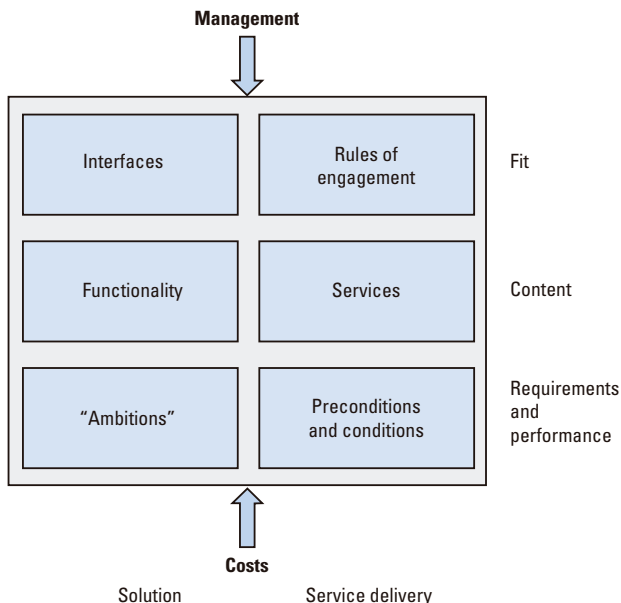 Management
Interfaces
Rules of
engagement
Fit
Functionality
Services
Content
“Ambitions”
Preconditions
and conditions
Requirements
and
performance
Costs
Solution
Service delivery